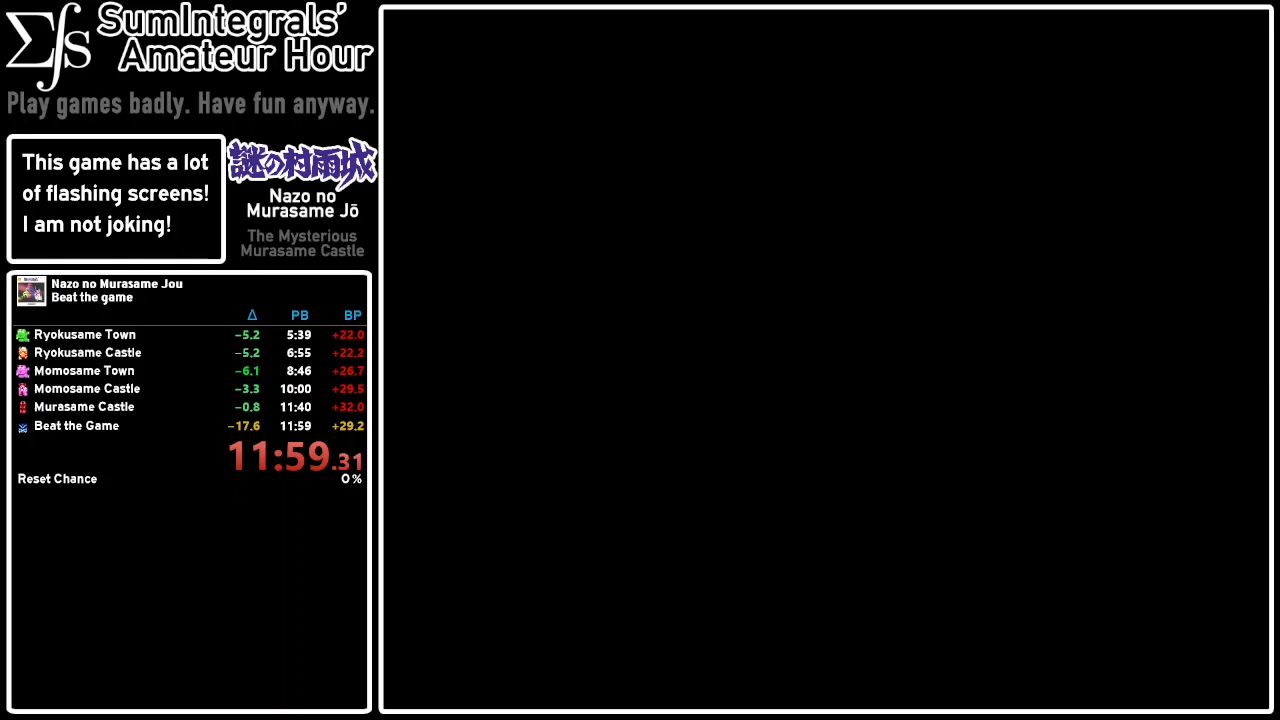 ∑∫s SumIntegrals’
Amateur Hour
Play games badly. Have fun anyway.
This game has a lot
of flashing screens!
I am not joking!
謎の村雨城
Nazo no
Murasame Jō
The Mysterious
Murasame Castle
Nazo no Murasame Jou
Beat the game
Δ PB BP
Ryokusame Town −5.2 5:39 +22.0
Ryokusame Castle −5.2 6:55 +22.2
Momosame Town −6.1 8:46 +26.7
Momosame Castle −3.3 10:00 +29.5
Murasame Castle −0.8 11:40 +32.0
Beat the Game −17.6 11:59 +29.2
11:59.31
Reset Chance 0%